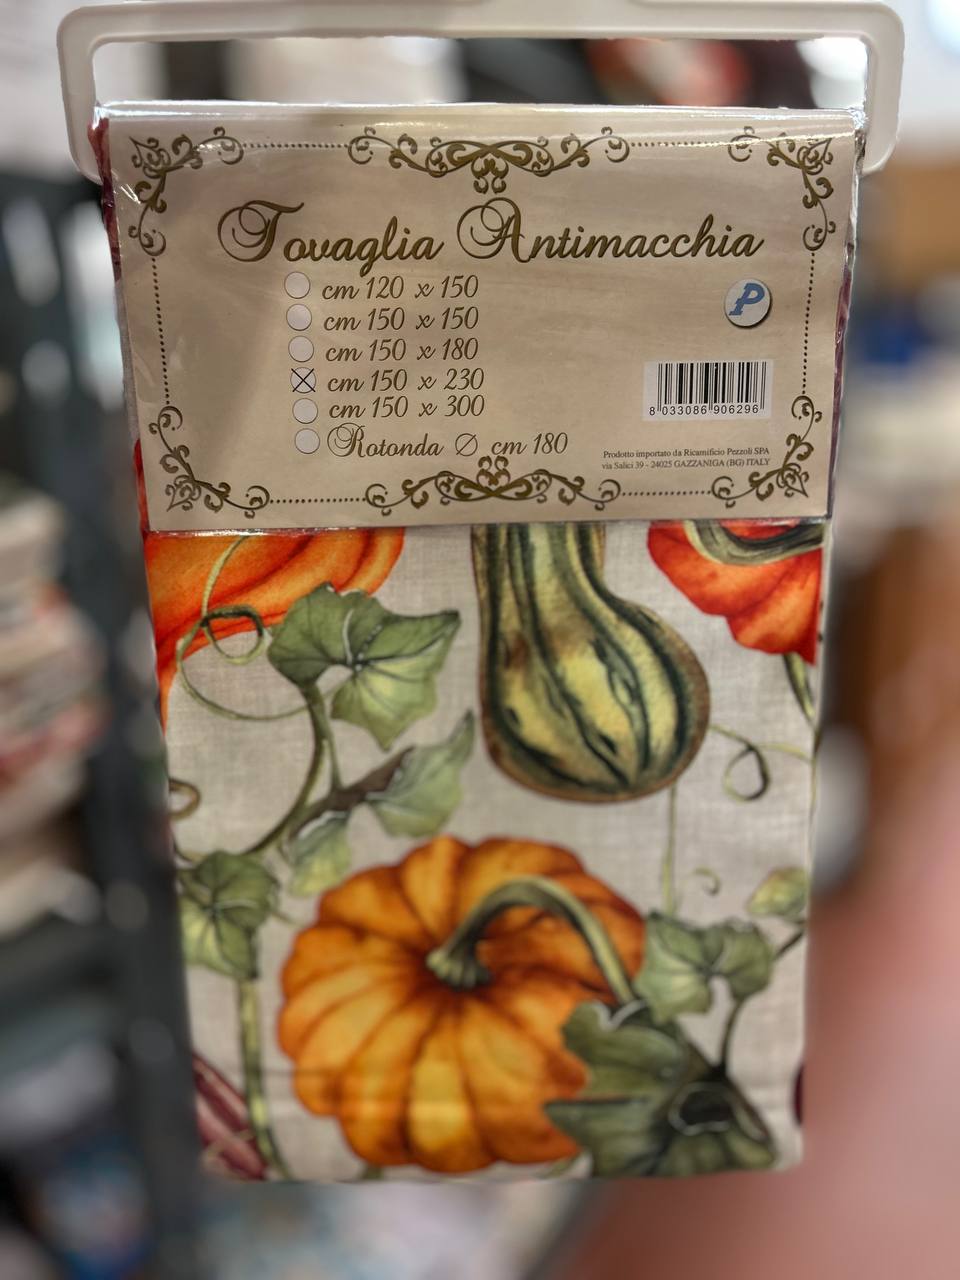 Tovaglia Antimacchia
cm 120 x 150
cm 150 x 150
cm 150 x 180
cm 150 x 230
cm 150 x 300
Rotonda ∅ cm 180
P
8 033086 906296
Prodotto importato da Ricamificio Pezzoli SPA
via Salici 39 - 24025 GAZZANIGA (BG) ITALY